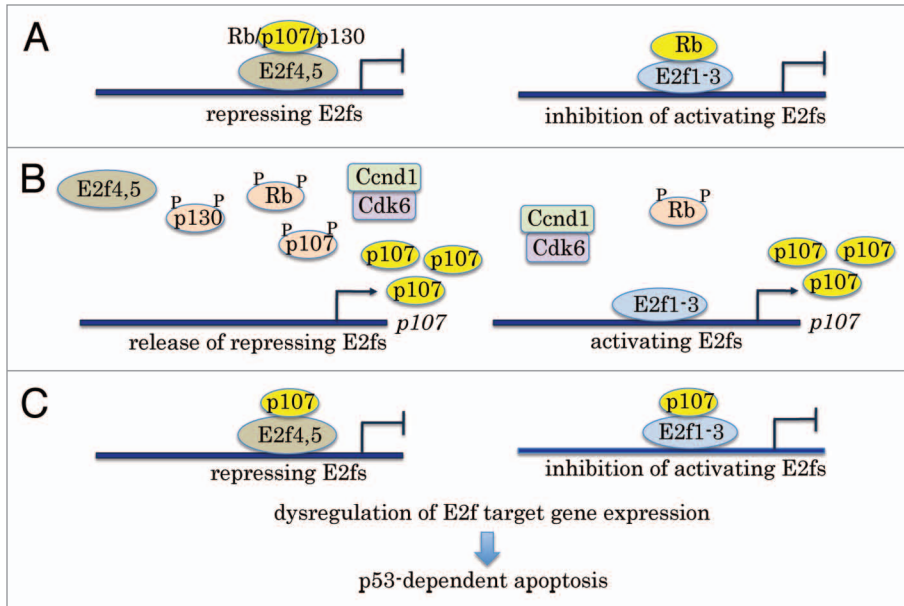 A
Rb/p107/p130
E2f4,5
repressing E2fs
Rb
E2f1-3
inhibition of activating E2fs
B
E2f4,5
P P
p130
P P
Rb
P P
p107
Ccnd1
Cdk6
p107
p107
p107
p107
release of repressing E2fs
Ccnd1
Cdk6
P P
Rb
E2f1-3
p107
p107
p107
p107
activating E2fs
C
p107
E2f4,5
repressing E2fs
p107
E2f1-3
inhibition of activating E2fs
dysregulation of E2f target gene expression
p53-dependent apoptosis